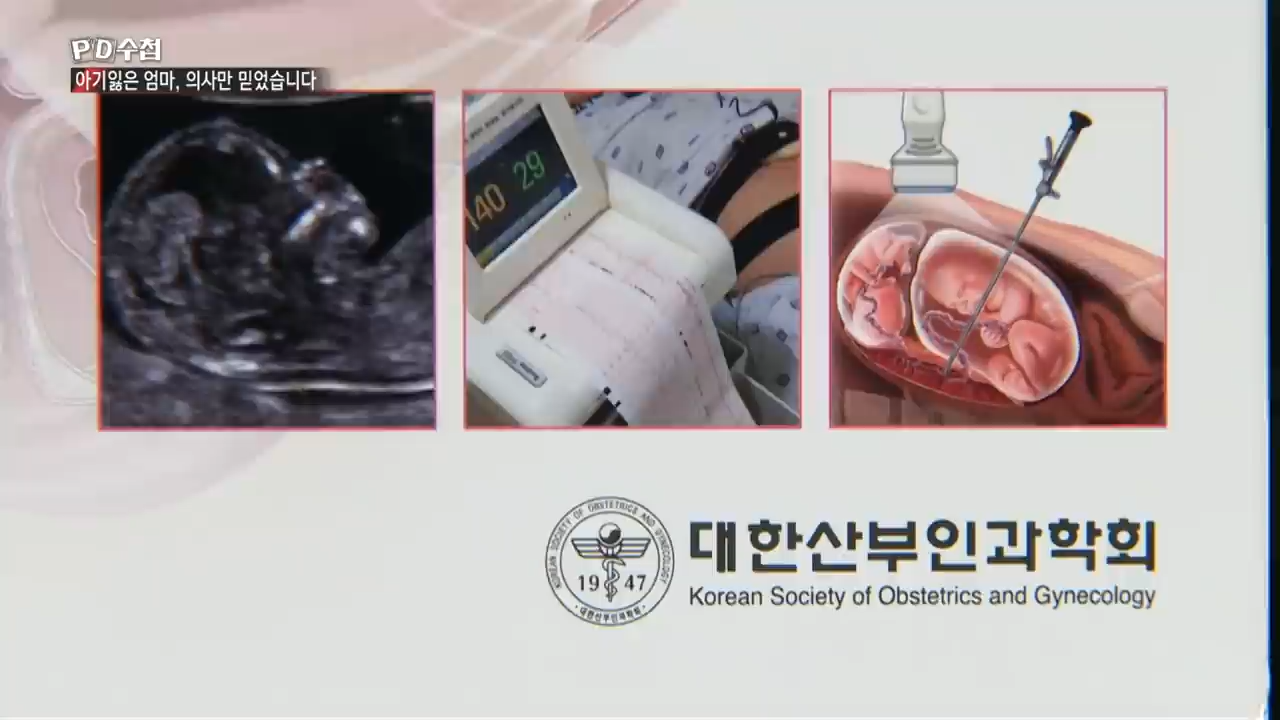 PD수첩
아기잃은 엄마, 의사만 믿었습니다
140 29
KOREAN SOCIETY OF OBSTETRICS AND GYNECOLOGY
1947
대한산부인과학회
대한산부인과학회
Korean Society of Obstetrics and Gynecology